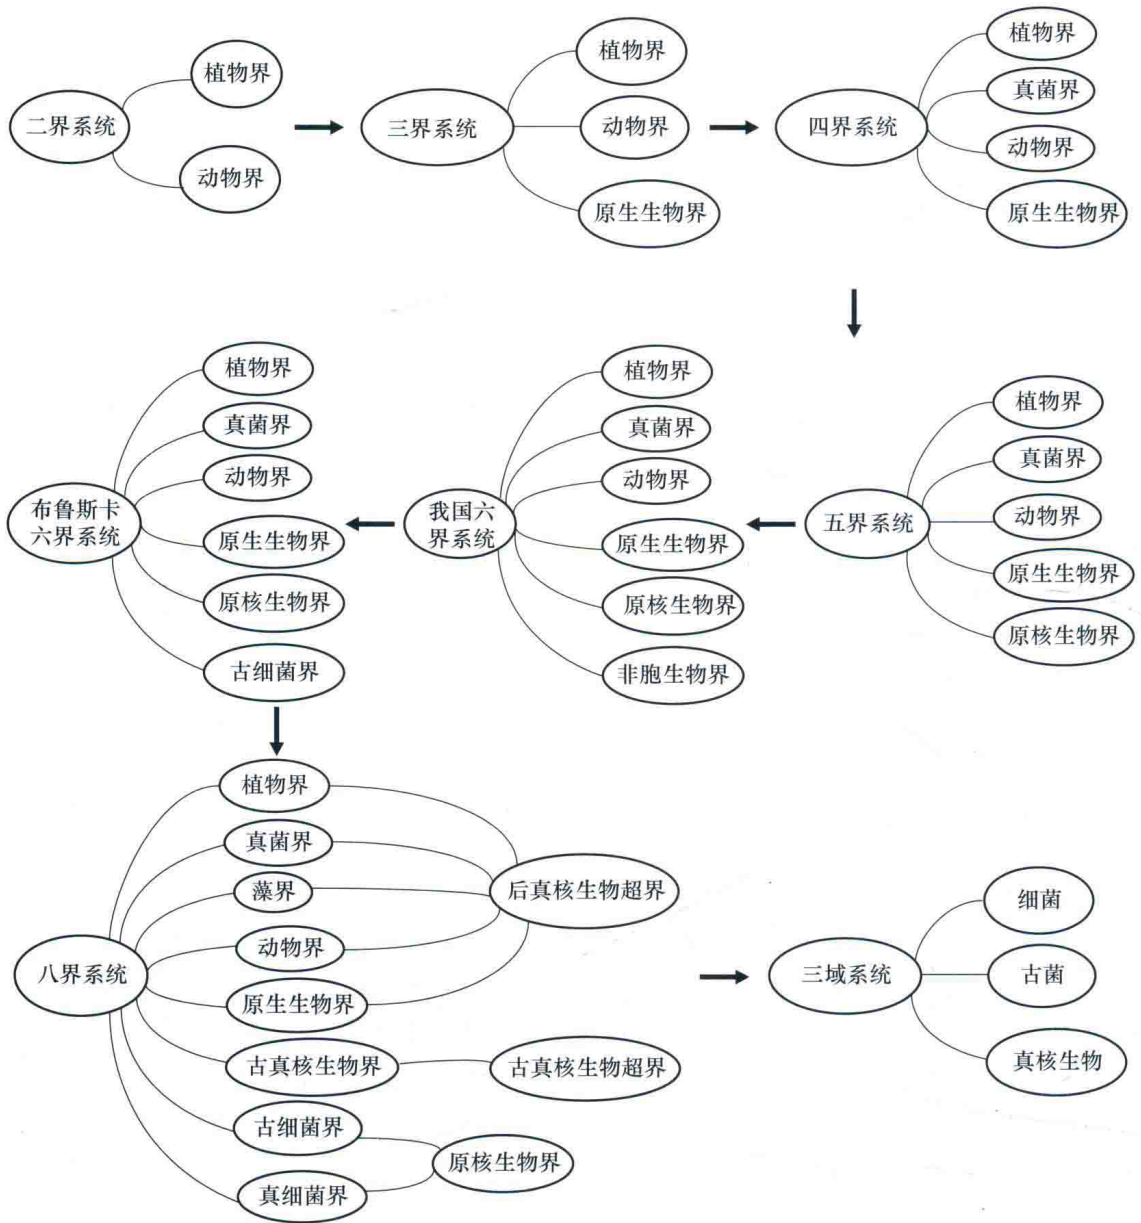 二界系统
植物界
动物界
三界系统
植物界
动物界
原生生物界
四界系统
植物界
真菌界
动物界
原生生物界
五界系统
植物界
真菌界
动物界
原生生物界
原核生物界
我国六
界系统
植物界
真菌界
动物界
原生生物界
原核生物界
非胞生物界
布鲁斯卡
六界系统
植物界
真菌界
动物界
原生生物界
原核生物界
古细菌界
八界系统
植物界
真菌界
藻界
动物界
原生生物界
后真核生物超界
古真核生物界
古真核生物超界
古细菌界
真细菌界
原核生物界
三域系统
细菌
古菌
真核生物